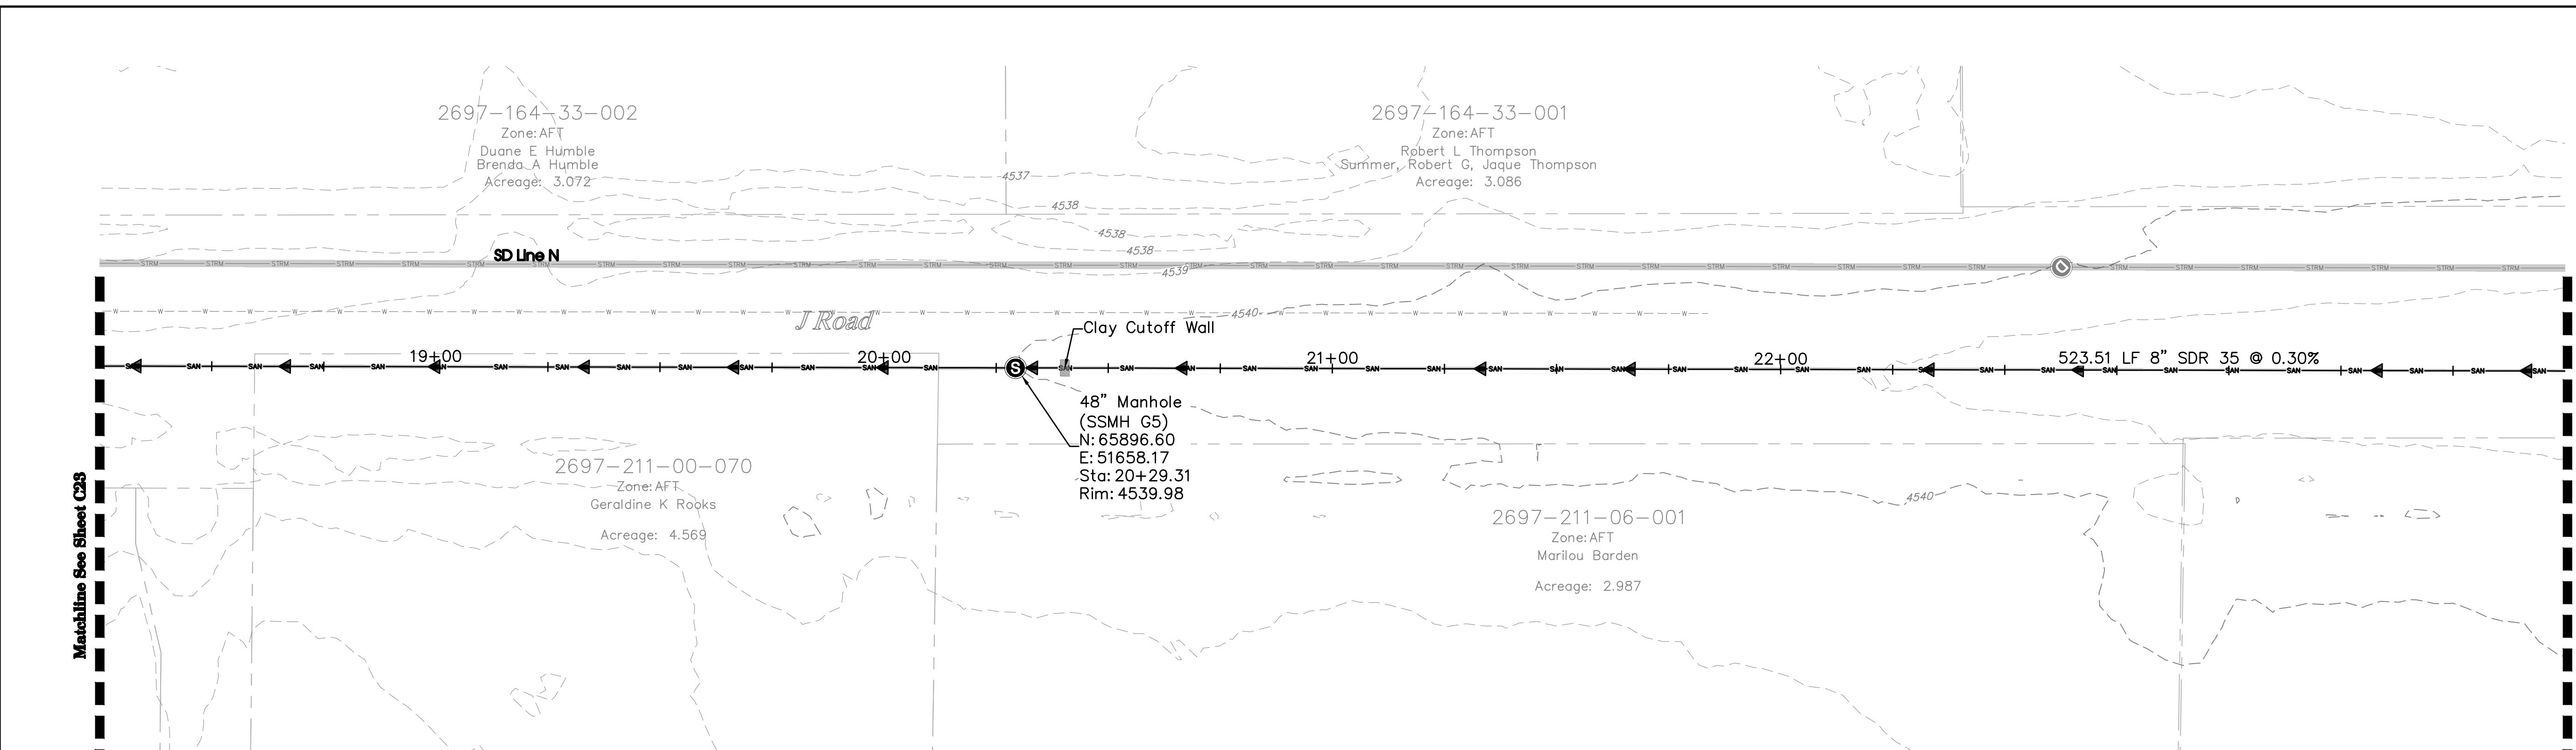 2697-164-33-002
Zone: AFT
Duane E Humble
Brenda A Humble
Acreage: 3.072
2697-164-33-001
Zone: AFT
Robert L Thompson
Summer, Robert G, Jaque Thompson
Acreage: 3.086
4537
4538
4538
4538
4539
SD Line N
STRM
D
W
J Road
4540
Clay Cutoff Wall
19+00
20+00
21+00
22+00
523.51 LF 8" SDR 35 @ 0.30%
SAN
S
48" Manhole
(SSMH G5)
N: 65896.60
E: 51658.17
Sta: 20+29.31
Rim: 4539.98
2697-211-00-070
Zone: AFT
Geraldine K Rooks
Acreage: 4.569
4540
2697-211-06-001
Zone: AFT
Marilou Barden
Acreage: 2.987
Matchline See Sheet C23